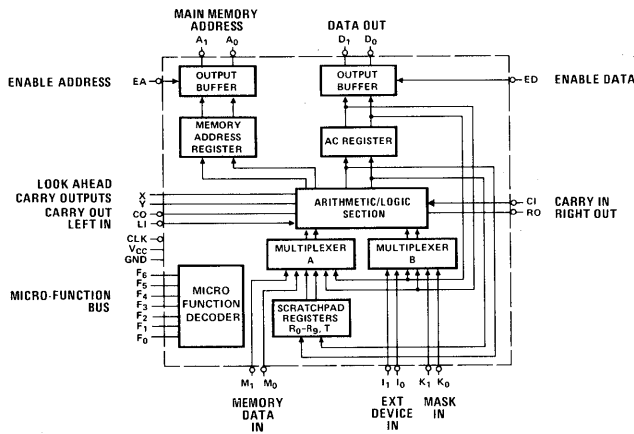 MAIN MEMORY
ADDRESS
A1 A0
DATA OUT
D1 D0
ENABLE ADDRESS
EA
OUTPUT
BUFFER
OUTPUT
BUFFER
ED
ENABLE DATA
MEMORY
ADDRESS
REGISTER
AC REGISTER
LOOK AHEAD
CARRY OUTPUTS
CARRY OUT
LEFT IN
X
Y
CO
LI
ARITHMETIC/LOGIC
SECTION
CI
RO
CARRY IN
RIGHT OUT
CLK
VCC
GND
MULTIPLEXER
A
MULTIPLEXER
B
MICRO-FUNCTION
BUS
F6
F5
F4
F3
F2
F1
F0
MICRO
FUNCTION
DECODER
SCRATCHPAD
REGISTERS
R0-R9, T
M1 M0
I1 I0
K1 K0
MEMORY
DATA
IN
EXT
DEVICE
IN
MASK
IN